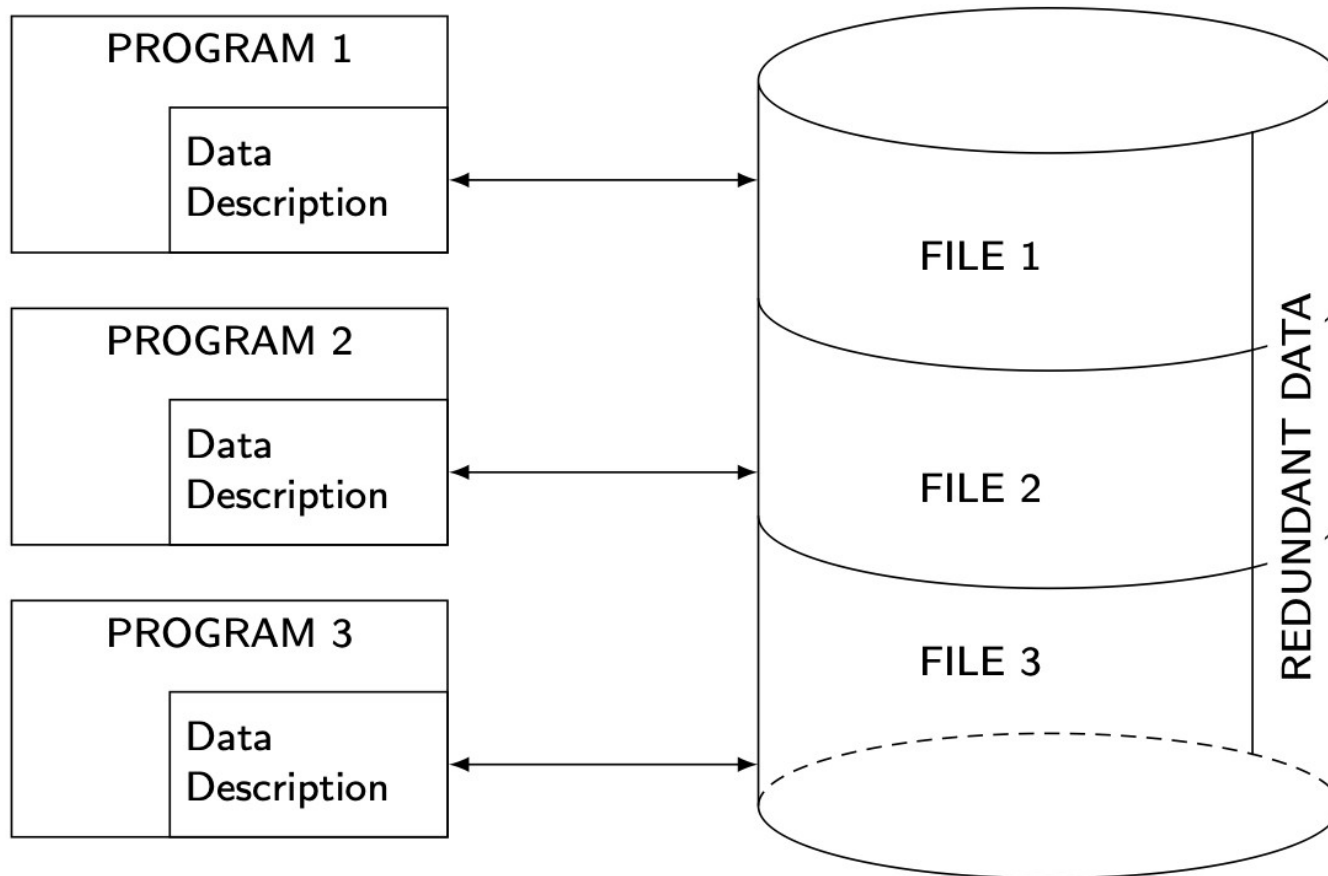 PROGRAM 1
Data
Description
PROGRAM 2
Data
Description
PROGRAM 3
Data
Description
FILE 1
FILE 2
FILE 3
REDUNDANT DATA